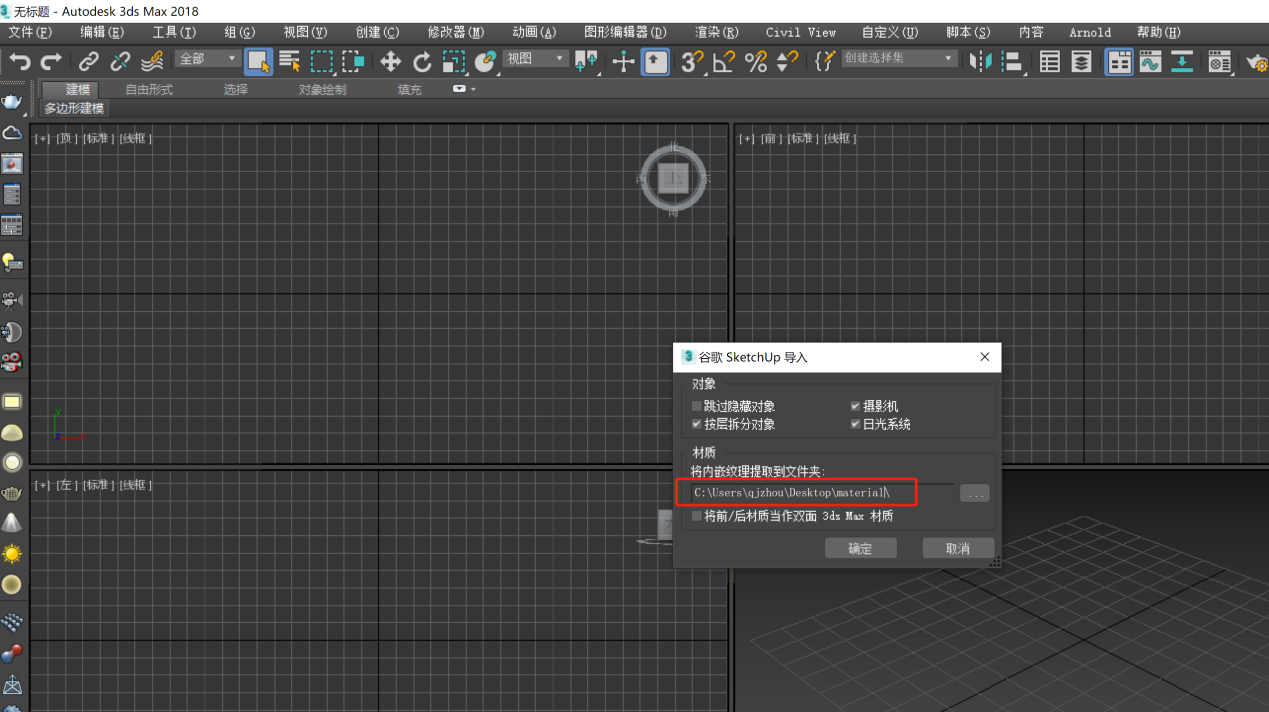 无标题 - Autodesk 3ds Max 2018
文件(F) 编辑(E) 工具(T) 组(G) 视图(V) 创建(C) 修改器(M) 动画(A) 图形编辑器(D) 渲染(R) Civil View 自定义(U) 脚本(S) 内容 Arnold 帮助(H)
全部 视图 创建选择集
建模 自由形式 选择 对象绘制 填充
多边形建模
[+] [顶 ] [标准 ] [线框 ]
[+] [前 ] [标准 ] [线框 ]
北
上
东
南
谷歌 SketchUp 导入
对象
跳过隐藏对象 摄影机
按层拆分对象 日光系统
材质
将内嵌纹理提取到文件夹:
C:\Users\qjzhou\Desktop\material\
...
将前/后材质当作双面 3ds Max 材质
确定 取消
[+] [左 ] [标准 ] [线框 ]
y
z